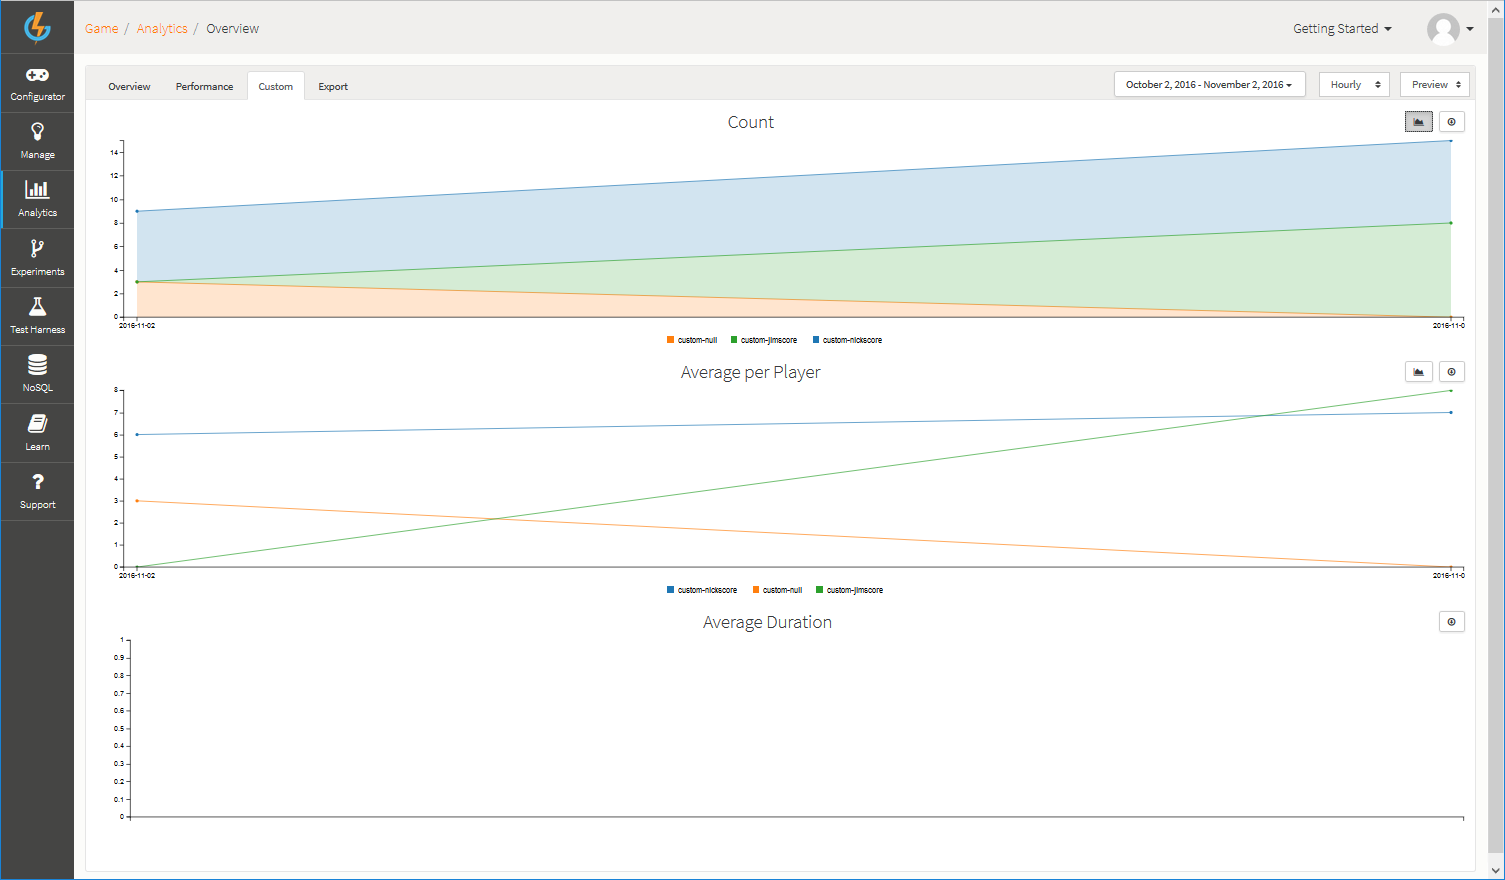 Game / Analytics / Overview
Getting Started
Configurator
Manage
Analytics
Experiments
Test Harness
NoSQL
Learn
Support
Overview Performance Custom Export
October 2, 2016 - November 2, 2016
Hourly
Preview
Count
14
12
10
8
6
4
2
0
2016-11-02 2016-11-0
custom-null custom-jimscore custom-nickscore
Average per Player
8
7
6
5
4
3
2
1
0
2016-11-02 2016-11-0
custom-nickscore custom-null custom-jimscore
Average Duration
1
0.9
0.8
0.7
0.6
0.5
0.4
0.3
0.2
0.1
0